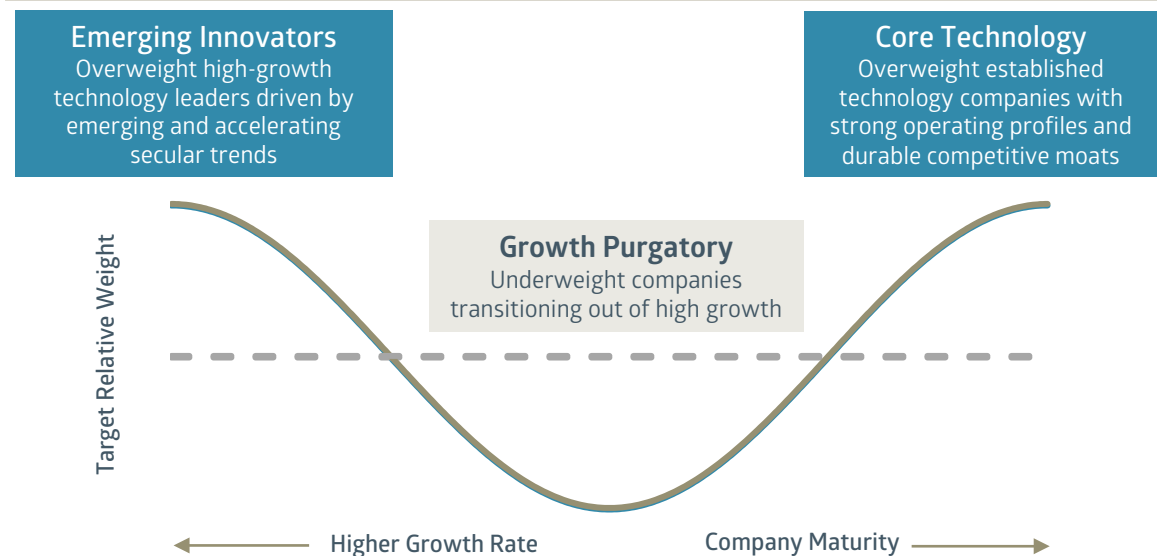 Emerging Innovators
Overweight high-growth
technology leaders driven by
emerging and accelerating
secular trends
Core Technology
Overweight established
technology companies with
strong operating profiles and
durable competitive moats
Growth Purgatory
Underweight companies
transitioning out of high growth
Target Relative Weight
Higher Growth Rate
Company Maturity